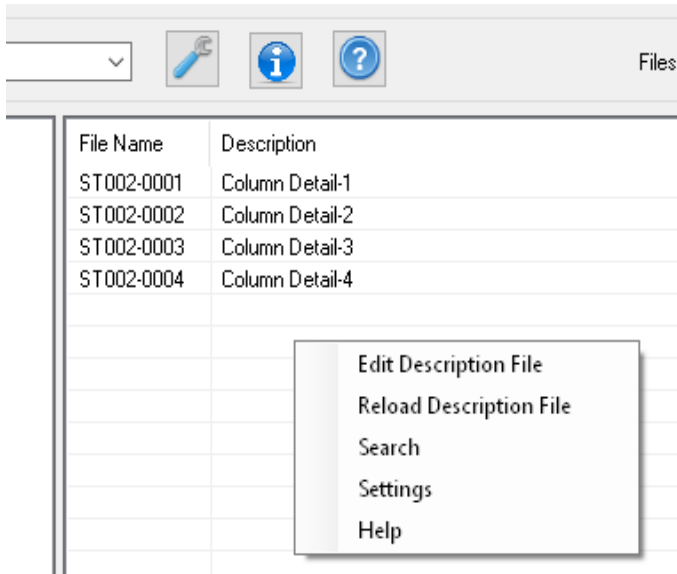 Files
File Name Description
ST002-0001 Column Detail-1
ST002-0002 Column Detail-2
ST002-0003 Column Detail-3
ST002-0004 Column Detail-4
Edit Description File
Reload Description File
Search
Settings
Help